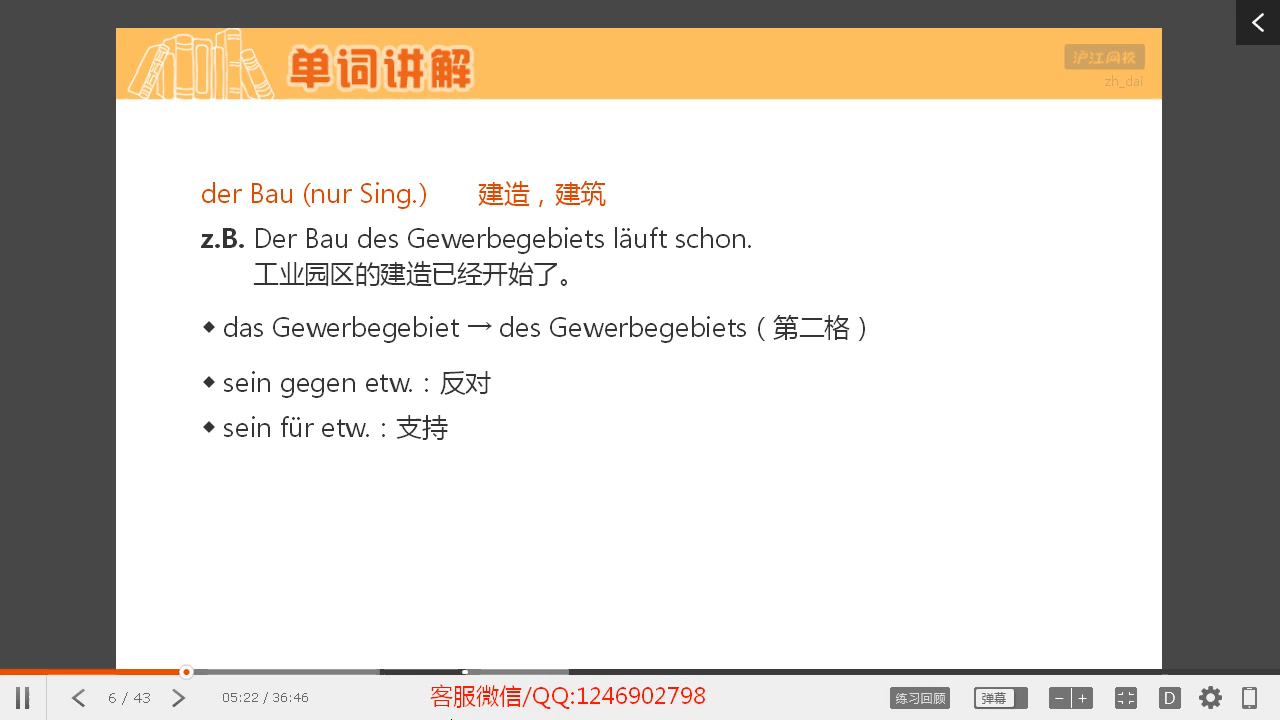 单词讲解
沪江网校
zh_dai
der Bau (nur Sing.) 建造，建筑
z.B. Der Bau des Gewerbegebiets läuft schon.
工业园区的建造已经开始了。
◆ das Gewerbegebiet → des Gewerbegebiets（第二格）
◆ sein gegen etw.：反对
◆ sein für etw.：支持
6 / 43
05:22 / 36:46
客服微信/QQ:1246902798
练习回顾
弹幕
D